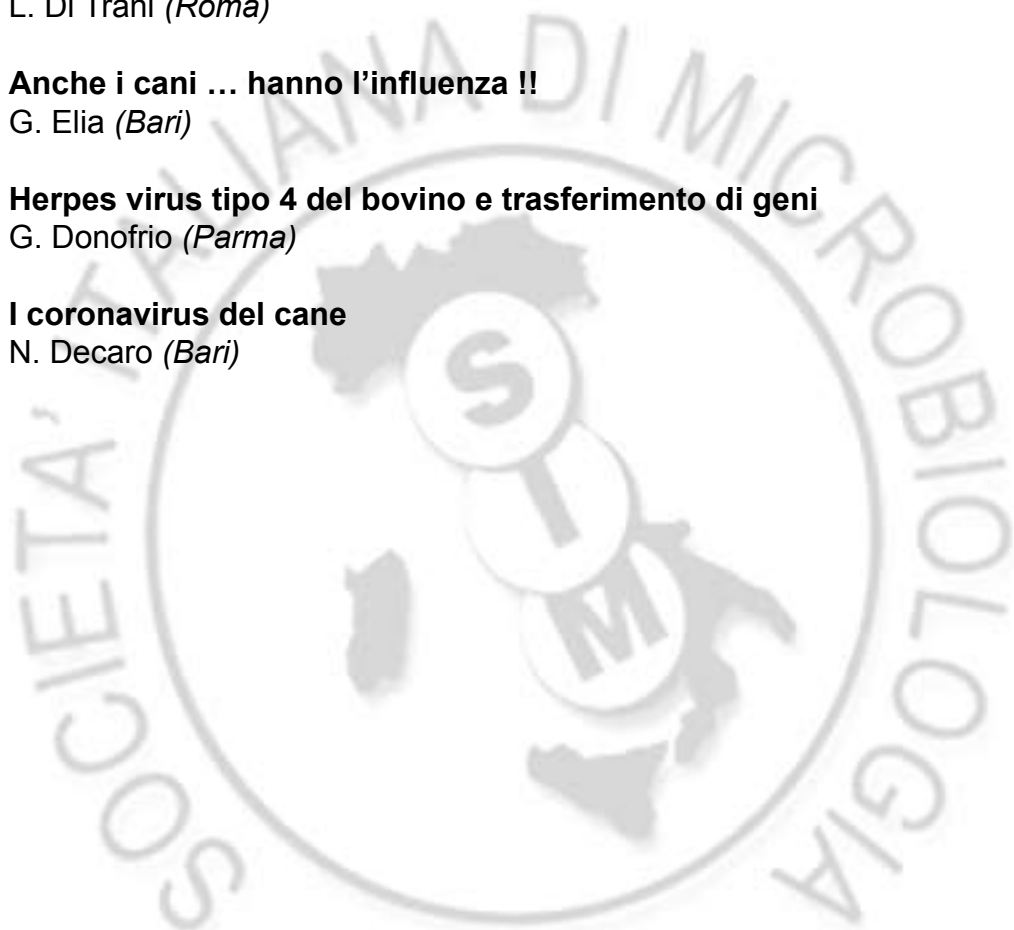 L. Di Trani (Roma)
Anche i cani … hanno l’influenza !!
G. Elia (Bari)
Herpes virus tipo 4 del bovino e trasferimento di geni
G. Donofrio (Parma)
I coronavirus del cane
N. Decaro (Bari)
SOCIETA' ITALIANA DI MICROBIOLOGIA
S
I
M